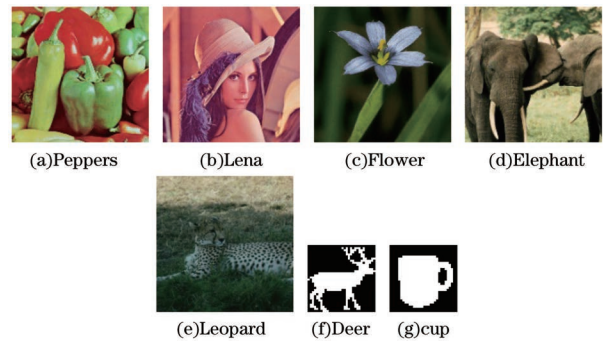 (a)Peppers
(b)Lena
(c)Flower
(d)Elephant
(e)Leopard
(f)Deer
(g)cup